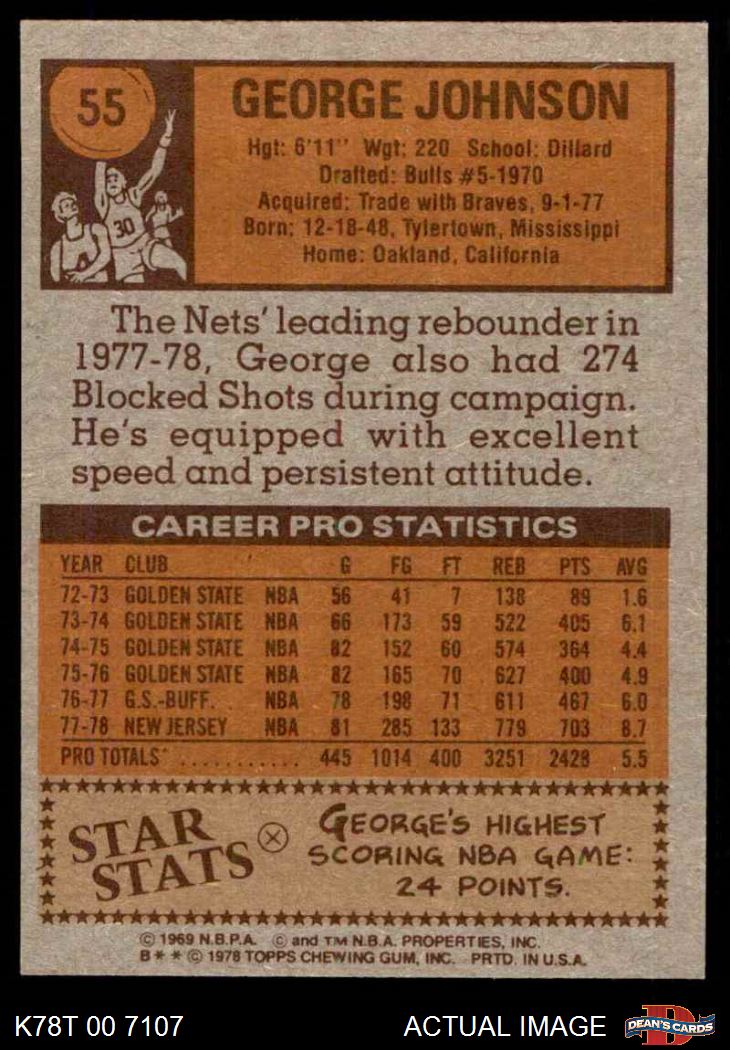 55
GEORGE JOHNSON
Hgt: 6'11" Wgt: 220 School: Dillard
Drafted: Bulls #5-1970
Acquired: Trade with Braves, 9-1-77
Born: 12-18-48, Tylertown, Mississippi
Home: Oakland, California
30
The Nets' leading rebounder in
1977-78, George also had 274
Blocked Shots during campaign.
He's equipped with excellent
speed and persistent attitude.
CAREER PRO STATISTICS
YEAR CLUB G FG FT REB PTS AVG
72-73 GOLDEN STATE NBA 56 41 7 138 89 1.6
73-74 GOLDEN STATE NBA 66 173 59 522 405 6.1
74-75 GOLDEN STATE NBA 82 152 60 574 364 4.4
75-76 GOLDEN STATE NBA 82 165 70 627 400 4.9
76-77 G.S.-BUFF. NBA 78 198 71 611 467 6.0
77-78 NEW JERSEY NBA 81 285 133 779 703 8.7
PRO TOTALS ........... 445 1014 400 3251 2428 5.5
STAR STATS
GEORGE'S HIGHEST
SCORING NBA GAME:
24 POINTS.
© 1969 N.B.P.A. © and TM N.B.A. PROPERTIES, INC.
B * * © 1978 TOPPS CHEWING GUM, INC. PRTD. IN U.S.A.
K78T 00 7107 ACTUAL IMAGE
D
DEAN'S CARDS